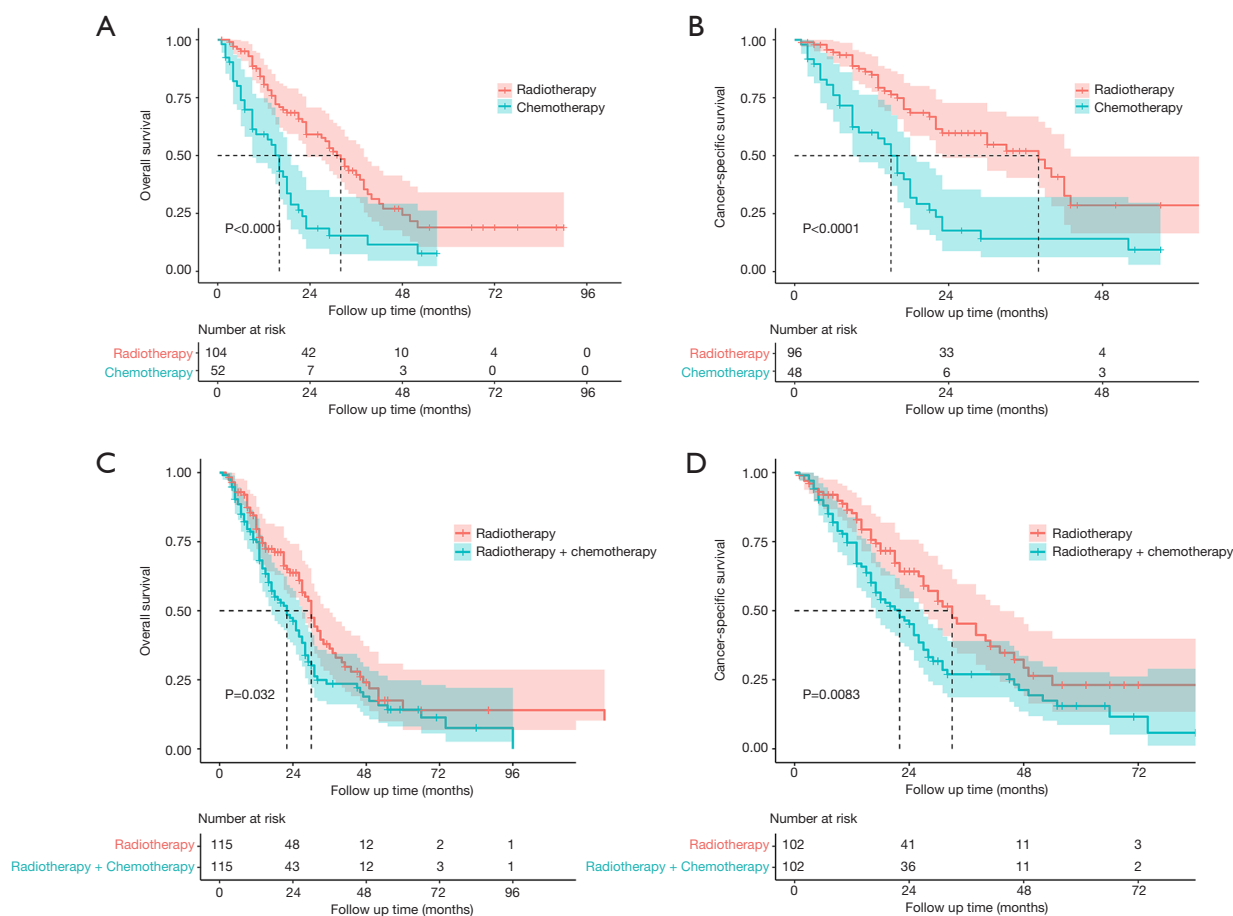 A
Overall survival
1.00
0.75
0.50
0.25
0.00
Radiotherapy
Chemotherapy
P<0.0001
0 24 48 72 96
Follow up time (months)
Number at risk
Radiotherapy 104 42 10 4 0
Chemotherapy 52 7 3 0 0
0 24 48 72 96
Follow up time (months)
B
Cancer-specific survival
1.00
0.75
0.50
0.25
0.00
Radiotherapy
Chemotherapy
P<0.0001
0 24 48
Follow up time (months)
Number at risk
Radiotherapy 96 33 4
Chemotherapy 48 6 3
0 24 48
Follow up time (months)
C
Overall survival
1.00
0.75
0.50
0.25
0.00
Radiotherapy
Radiotherapy + chemotherapy
P=0.032
0 24 48 72 96
Follow up time (months)
Number at risk
Radiotherapy 115 48 12 2 1
Radiotherapy + Chemotherapy 115 43 12 3 1
0 24 48 72 96
Follow up time (months)
D
Cancer-specific survival
1.00
0.75
0.50
0.25
0.00
Radiotherapy
Radiotherapy + chemotherapy
P=0.0083
0 24 48 72
Follow up time (months)
Number at risk
Radiotherapy 102 41 11 3
Radiotherapy + Chemotherapy 102 36 11 2
0 24 48 72
Follow up time (months)